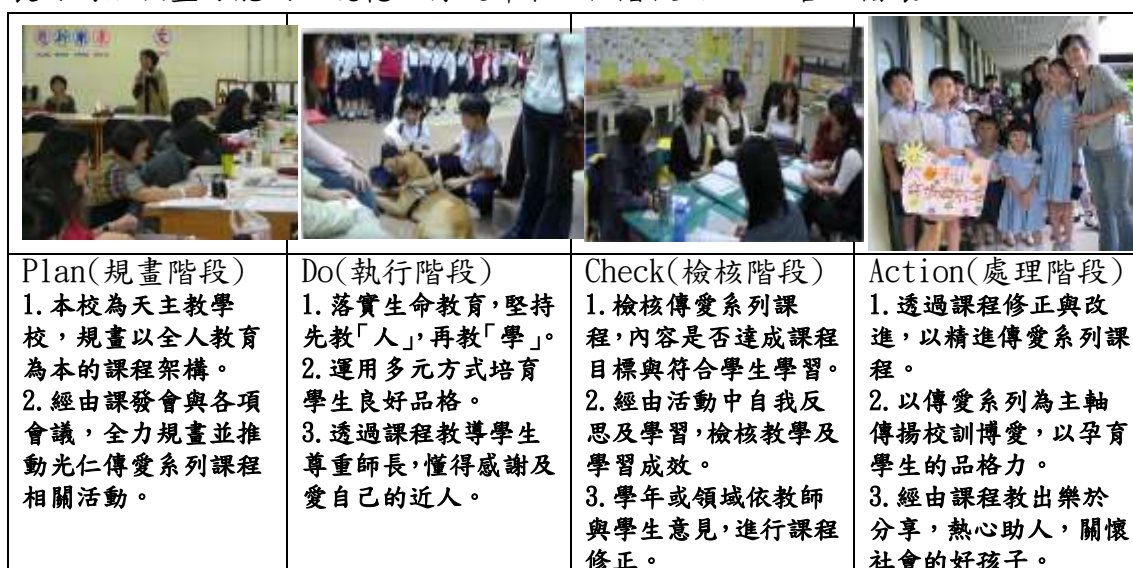 Plan(規畫階段)
1.本校為天主教學
校，規畫以全人教育
為本的課程架構。
2.經由課發會與各項
會議，全力規畫並推
動光仁傳愛系列課程
相關活動。
Do(執行階段)
1.落實生命教育，堅持
先教「人」，再教「學」。
2.運用多元方式培育
學生良好品格。
3.透過課程教導學生
尊重師長，懂得感謝及
愛自己的近人。
Check(檢核階段)
1.檢核傳愛系列課
程，內容是否達成課程
目標與符合學生學習。
2.經由活動中自我反
思及學習，檢核教學及
學習成效。
3.學年或領域依教師
與學生意見，進行課程
修正。
Action(處理階段)
1.透過課程修正與改
進，以精進傳愛系列課
程。
2.以傳愛系列為主軸
傳揚校訓博愛，以孕育
學生的品格力。
3.經由課程教出樂於
分享，熱心助人，關懷
社會的好孩子。